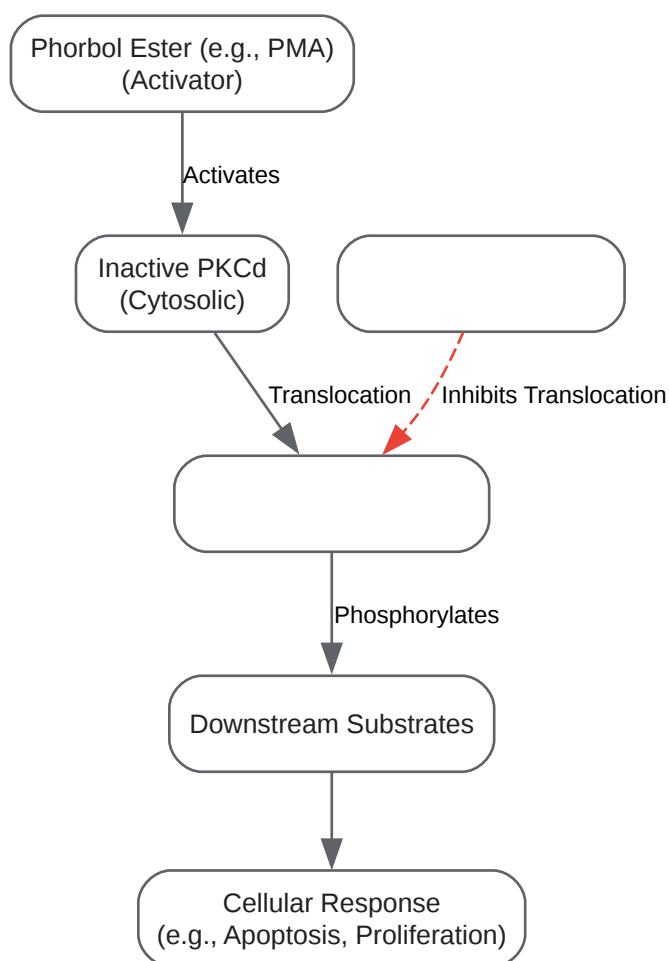 Phorbol Ester (e.g., PMA)
(Activator)
Activates
Inactive PKCd
(Cytosolic)
Translocation
Inhibits Translocation
Phosphorylates
Downstream Substrates
Cellular Response
(e.g., Apoptosis, Proliferation)